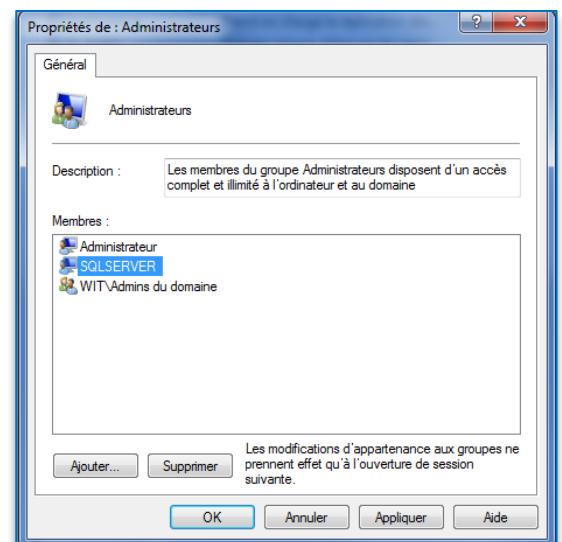 Propriétés de : Administrateurs
Général
Administrateurs
Description :
Les membres du groupe Administrateurs disposent d'un accès
complet et illimité à l'ordinateur et au domaine
Membres :
Administrateur
SQLSERVER
WIT\Admins du domaine
Ajouter...
Supprimer
Les modifications d'appartenance aux groupes ne
prennent effet qu'à l'ouverture de session
suivante.
OK
Annuler
Appliquer
Aide